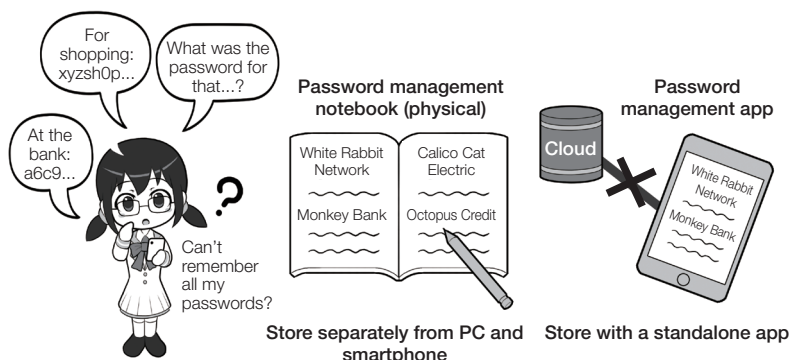 For
shopping:
xyzsh0p...
What was the
password for
that...?
At the
bank:
a6c9...
?
Can't
remember
all my
passwords?
Password management
notebook (physical)
White Rabbit
Network
Monkey Bank
Calico Cat
Electric
Octopus Credit
Store separately from PC and
smartphone
Password
management app
Cloud
White Rabbit
Network
Monkey Bank
Store with a standalone app